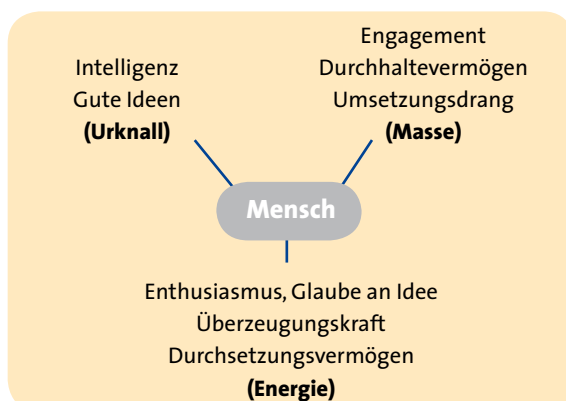 Intelligenz
Gute Ideen
(Urknall)
Engagement
Durchhaltevermögen
Umsetzungsdrang
(Masse)
Mensch
Enthusiasmus, Glaube an Idee
Überzeugungskraft
Durchsetzungsvermögen
(Energie)